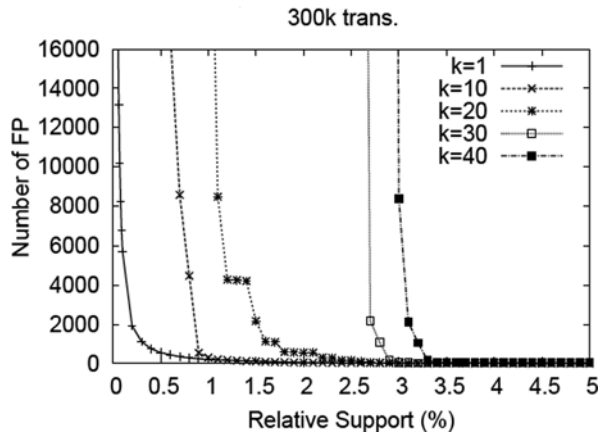 300k trans.
Number of FP
16000
14000
12000
10000
8000
6000
4000
2000
0
k=1
k=10
k=20
k=30
k=40
0 0.5 1 1.5 2 2.5 3 3.5 4 4.5 5
Relative Support (%)